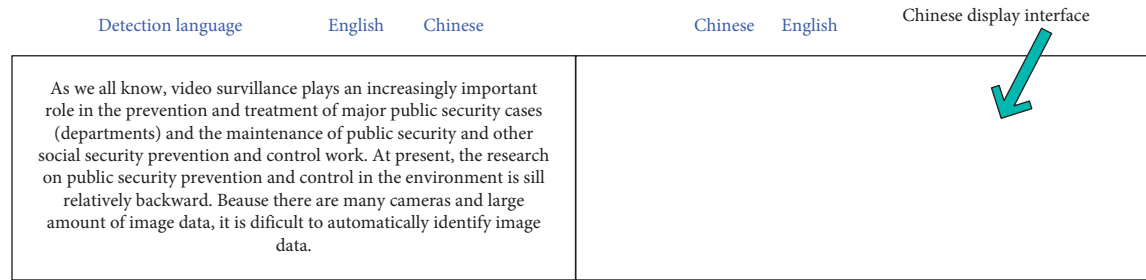 Detection language English Chinese Chinese English Chinese display interface
As we all know, video survillance plays an increasingly important
role in the prevention and treatment of major public security cases
(departments) and the maintenance of public security and other
social security prevention and control work. At present, the research
on public security prevention and control in the environment is sill
relatively backward. Beause there are many cameras and large
amount of image data, it is dificult to automatically identify image
data.